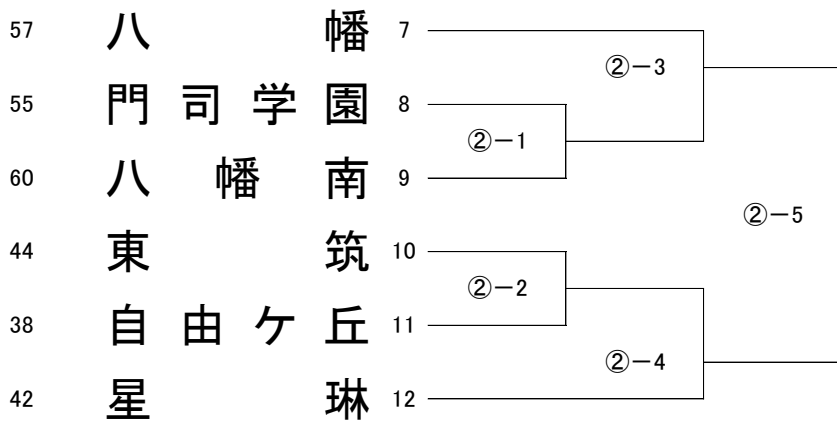 57 八幡 7
②－3
55 門司学園 8
②－1
60 八幡南 9
②－5
44 東筑 10
②－2
38 自由ケ丘 11
②－4
42 星琳 12